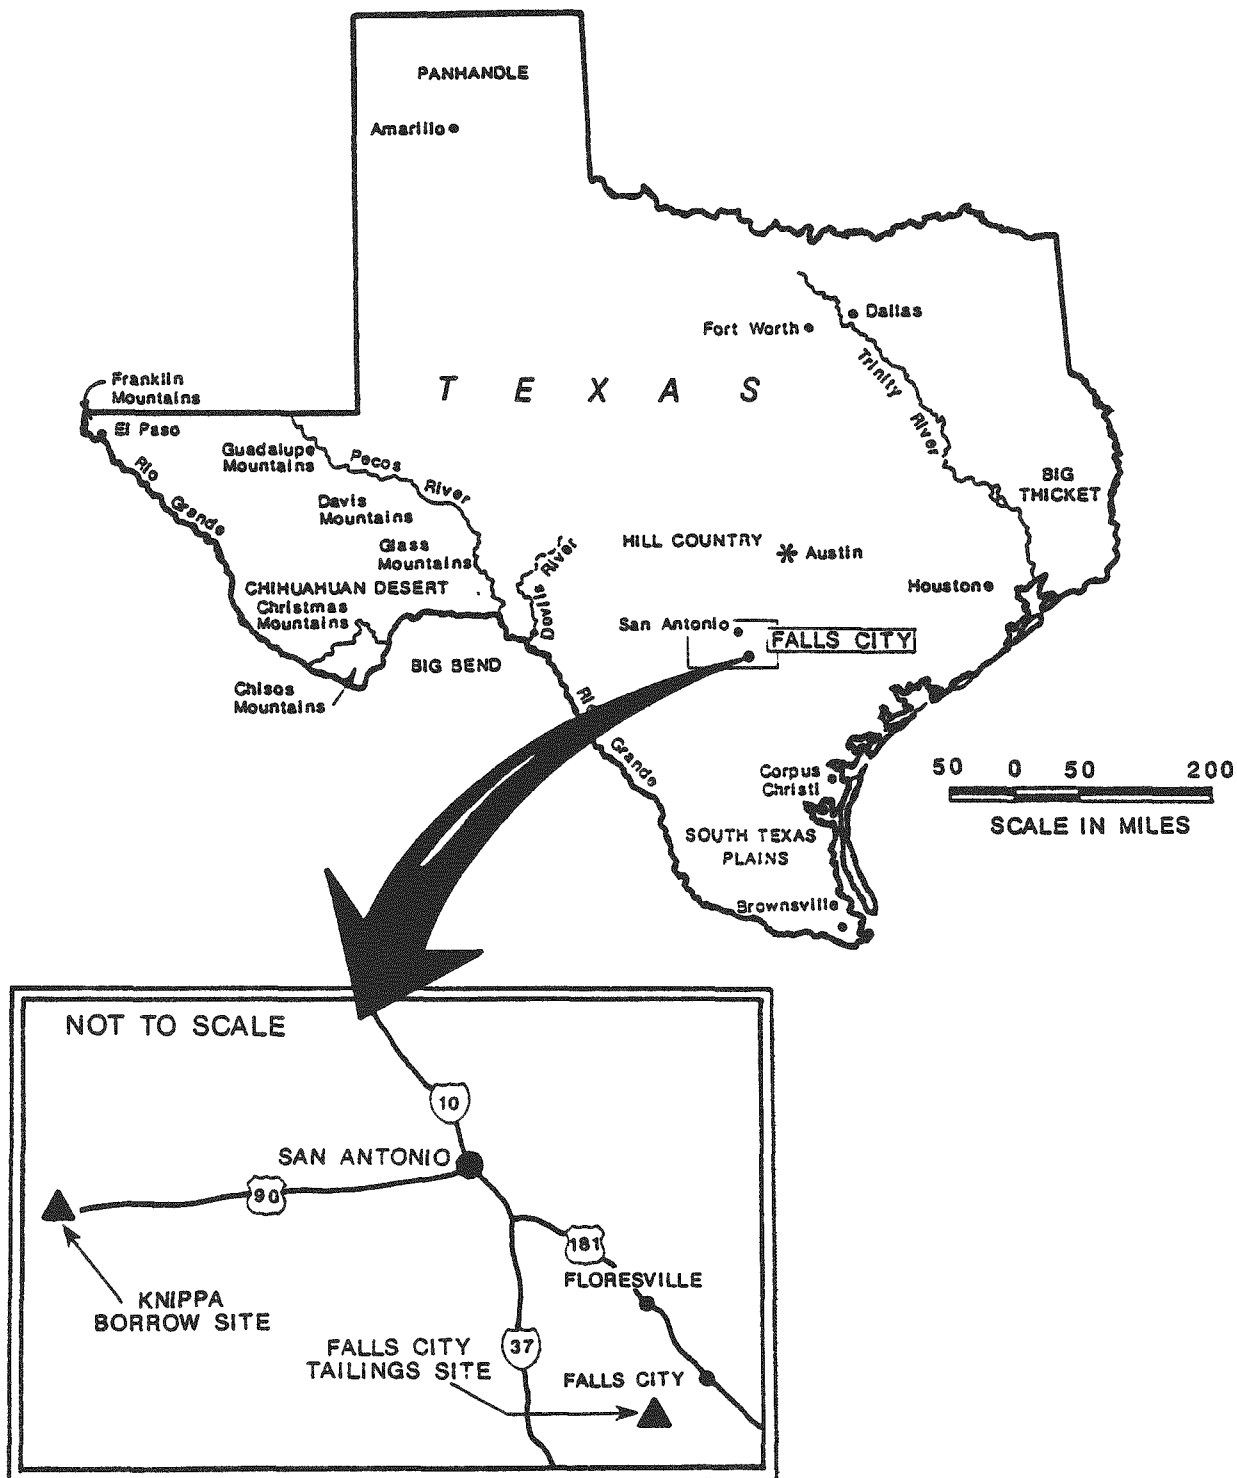 PANHANDLE
Amarillo
Dallas
Fort Worth
Trinity
River
Franklin
Mountains
TEXAS
El Paso
Guadalupe
Mountains
Pecos
River
Rio
Grande
Davis
Mountains
BIG
THICKET
Glass
Mountains
River
Devils
HILL COUNTRY
Austin
CHIHUAHUAN DESERT
Christmas
Mountains
Houston
San Antonio
FALLS CITY
BIG BEND
Chisos
Mountains
Rio
Grande
Corpus
Christi
50 0 50 200
SCALE IN MILES
SOUTH TEXAS
PLAINS
Brownsville
NOT TO SCALE
10
SAN ANTONIO
90
181
KNIPPA
BORROW SITE
FLORESVILLE
37
FALLS CITY
TAILINGS SITE
FALLS CITY